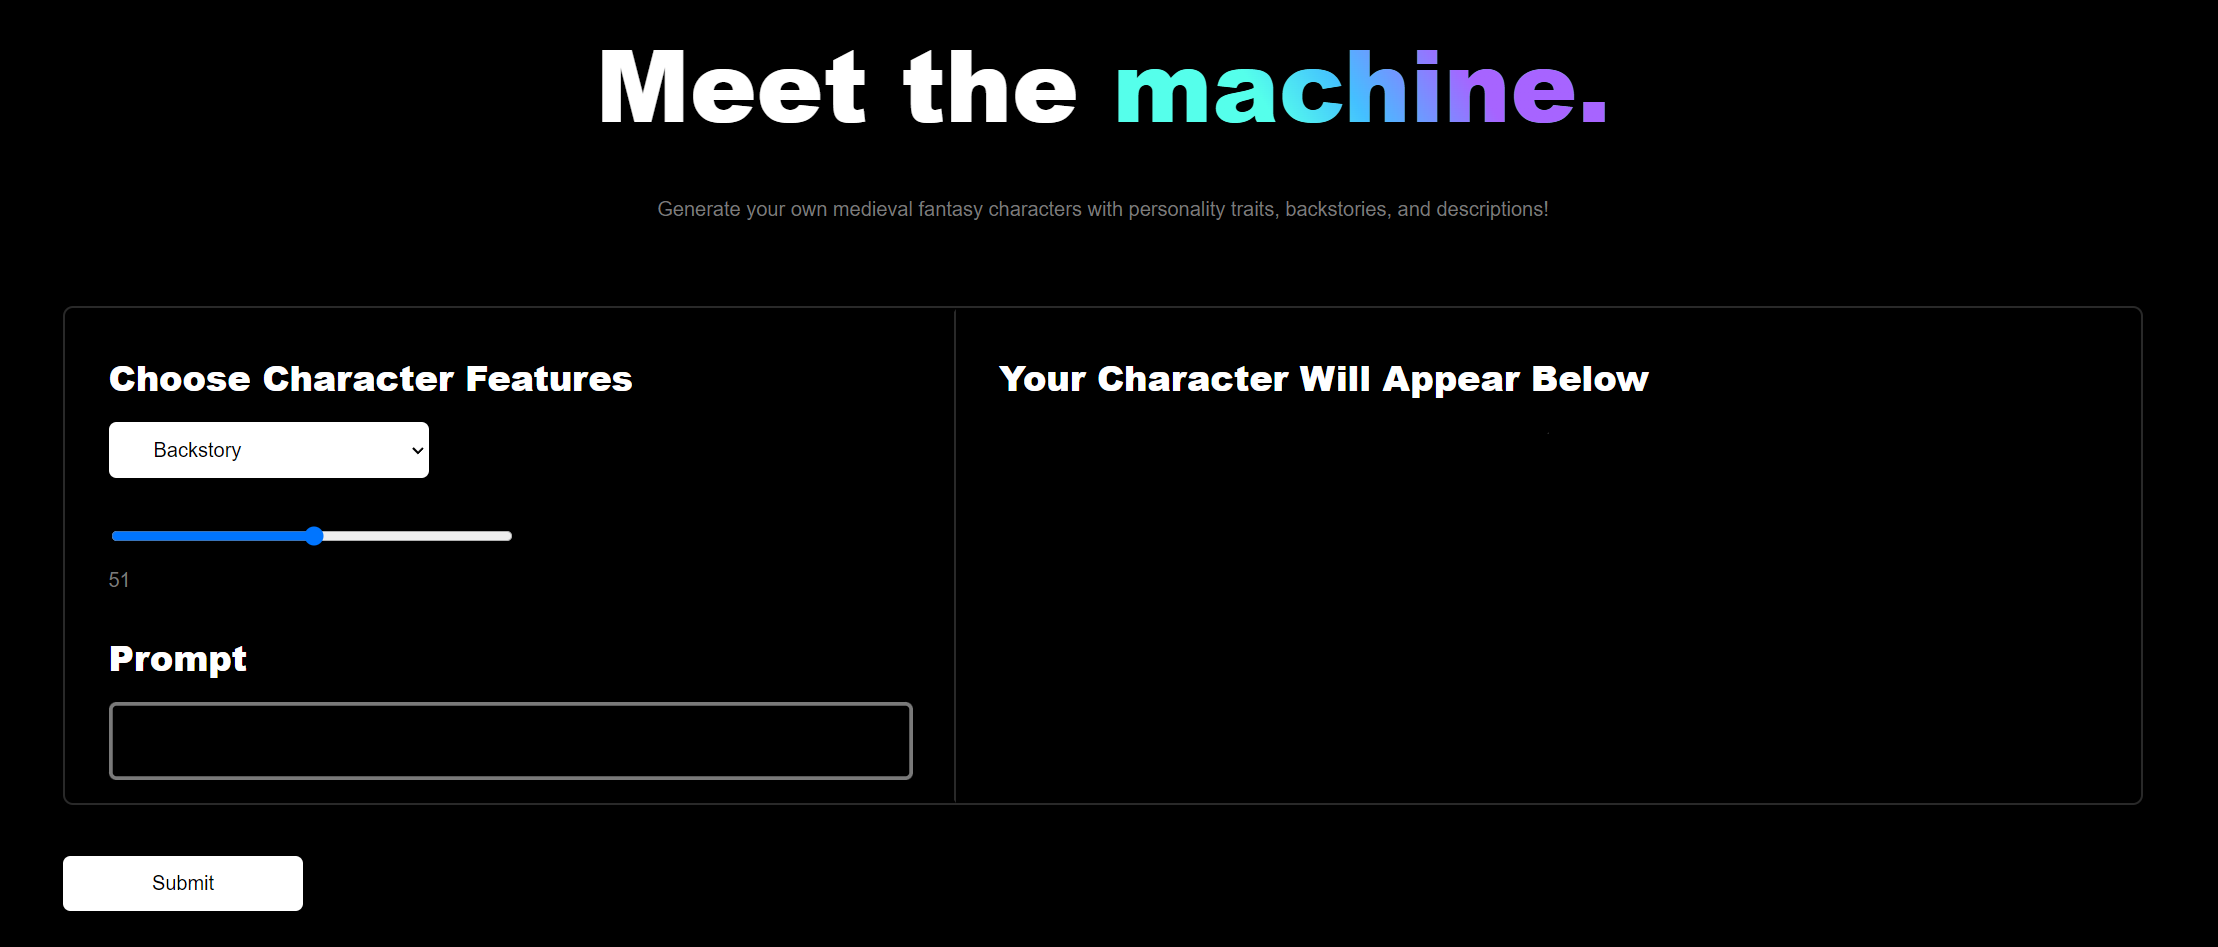 Meet the machine.
Generate your own medieval fantasy characters with personality traits, backstories, and descriptions!
Choose Character Features
Backstory
51
Prompt
Your Character Will Appear Below
Submit